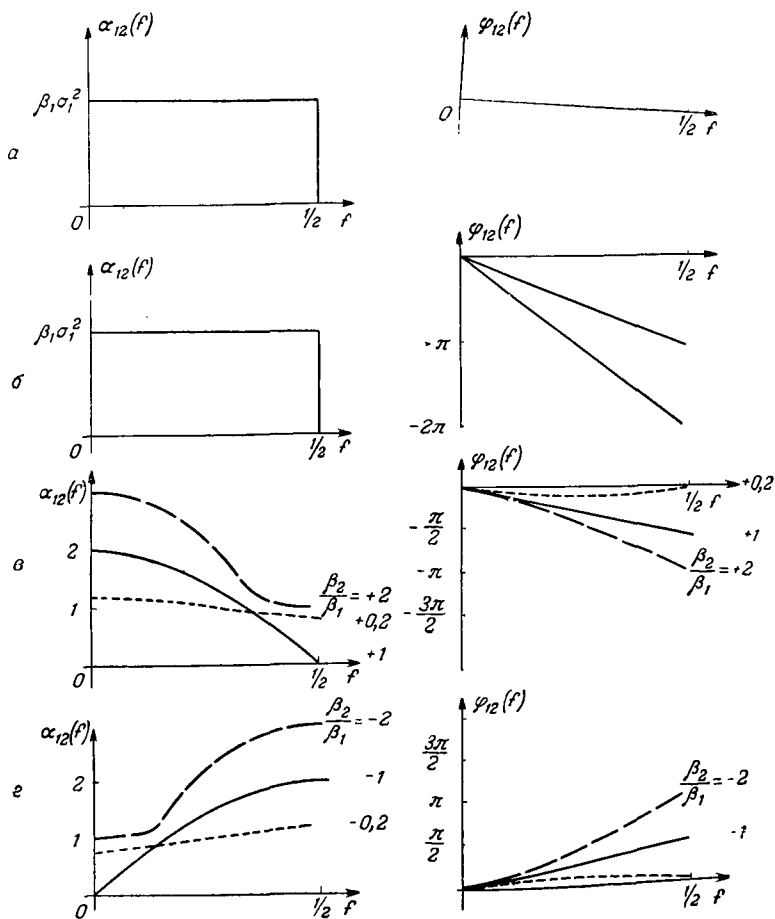 α₁₂(f)
β₁σ₁²
0
1/2 f
а
φ₁₂(f)
0
1/2 f
α₁₂(f)
β₁σ₁²
0
1/2 f
б
φ₁₂(f)
1/2 f
-π
-2π
α₁₂(f)
2
1
0
1/2 f
β₂/β₁ = +2
+0,2
+1
в
φ₁₂(f)
1/2 f
+0,2
+1
β₂/β₁ = +2
-π/2
-π
-3π/2
α₁₂(f)
2
1
0
1/2 f
β₂/β₁ = -2
-1
-0,2
г
φ₁₂(f)
3π/2
π
π/2
β₂/β₁ = -2
-1
1/2 f